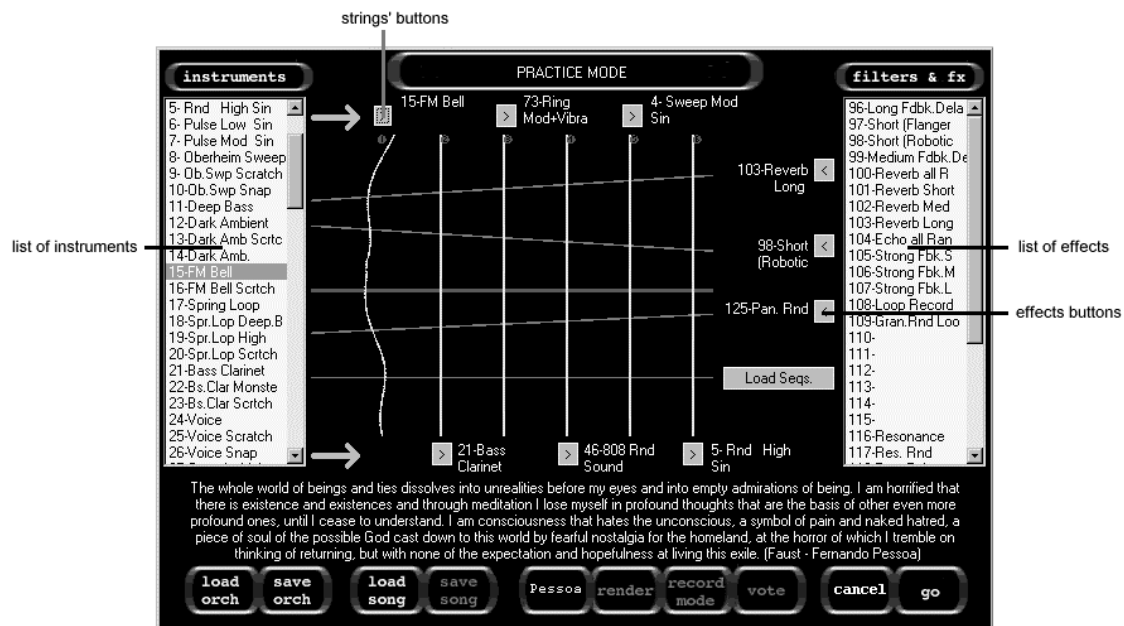 strings' buttons
instruments
PRACTICE MODE
filters & fx
5- Rnd High Sin
6- Pulse Low Sin
7- Pulse Mod Sin
8- Oberheim Sweep
9- Ob.Swp Scratch
10-Ob.Swp Snap
11-Deep Bass
12-Dark Ambient
13-Dark Amb Scrtc
14-Dark Amb.
15-FM Bell
16-FM Bell Scrtch
17-Spring Loop
18-Spr.Lop Deep.B
19-Spr.Lop High
20-Spr.Lop Scrtch
21-Bass Clarinet
22-Bs.Clar Monste
23-Bs.Clar Scrtch
24-Voice
25-Voice Scratch
26-Voice Snap
list of instruments
15-FM Bell
73-Ring
Mod+Vibra
4- Sweep Mod
Sin
103-Reverb
Long
98-Short
(Robotic
125-Pan. Rnd
Load Seqs.
21-Bass
Clarinet
46-808 Rnd
Sound
5- Rnd High
Sin
96-Long Fdbk.Dela
97-Short (Flanger
98-Short (Robotic
99-Medium Fdbk.De
100-Reverb all R
101-Reverb Short
102-Reverb Med
103-Reverb Long
104-Echo all Ran
105-Strong Fbk.S
106-Strong Fbk.M
107-Strong Fbk.L
108-Loop Record
109-Gran.Rnd Loo
110-
111-
112-
113-
114-
115-
116-Resonance
117-Res. Rnd
list of effects
effects buttons
The whole world of beings and ties dissolves into unrealities before my eyes and into empty admirations of being. I am horrified that
there is existence and existences and through meditation I lose myself in profound thoughts that are the basis of other even more
profound ones, until I cease to understand. I am consciousness that hates the unconscious, a symbol of pain and naked hatred, a
piece of soul of the possible God cast down to this world by fearful nostalgia for the homeland, at the horror of which I tremble on
thinking of returning, but with none of the expectation and hopefulness at living this exile. (Faust - Fernando Pessoa)
load
orch
save
orch
load
song
save
song
Pessoa
render
record
mode
vote
cancel
go